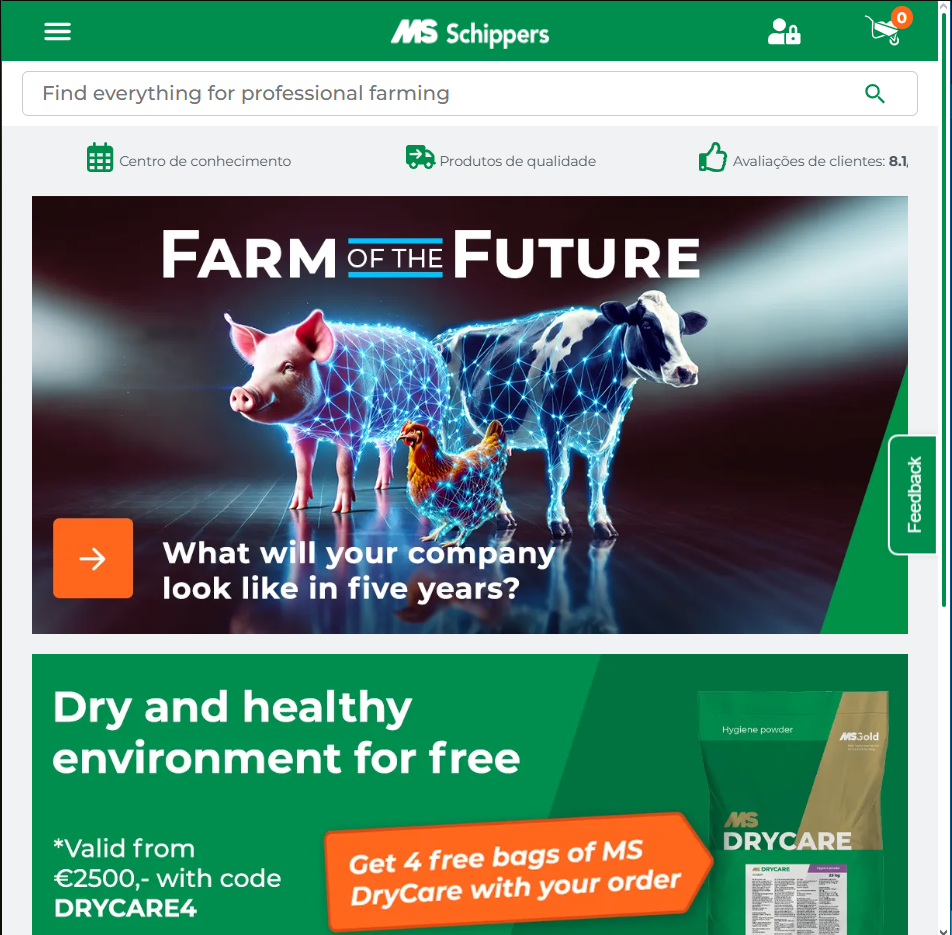 MS Schippers
0
Find everything for professional farming
Centro de conhecimento
Produtos de qualidade
Avaliações de clientes: 8.1,
FARM OF THE FUTURE
What will your company
look like in five years?
Feedback
Dry and healthy
environment for free
*Valid from
€2500,- with code
DRYCARE4
Get 4 free bags of MS
DryCare with your order
Hygiene powder
MSGold
MS
DRYCARE
MS DRYCARE